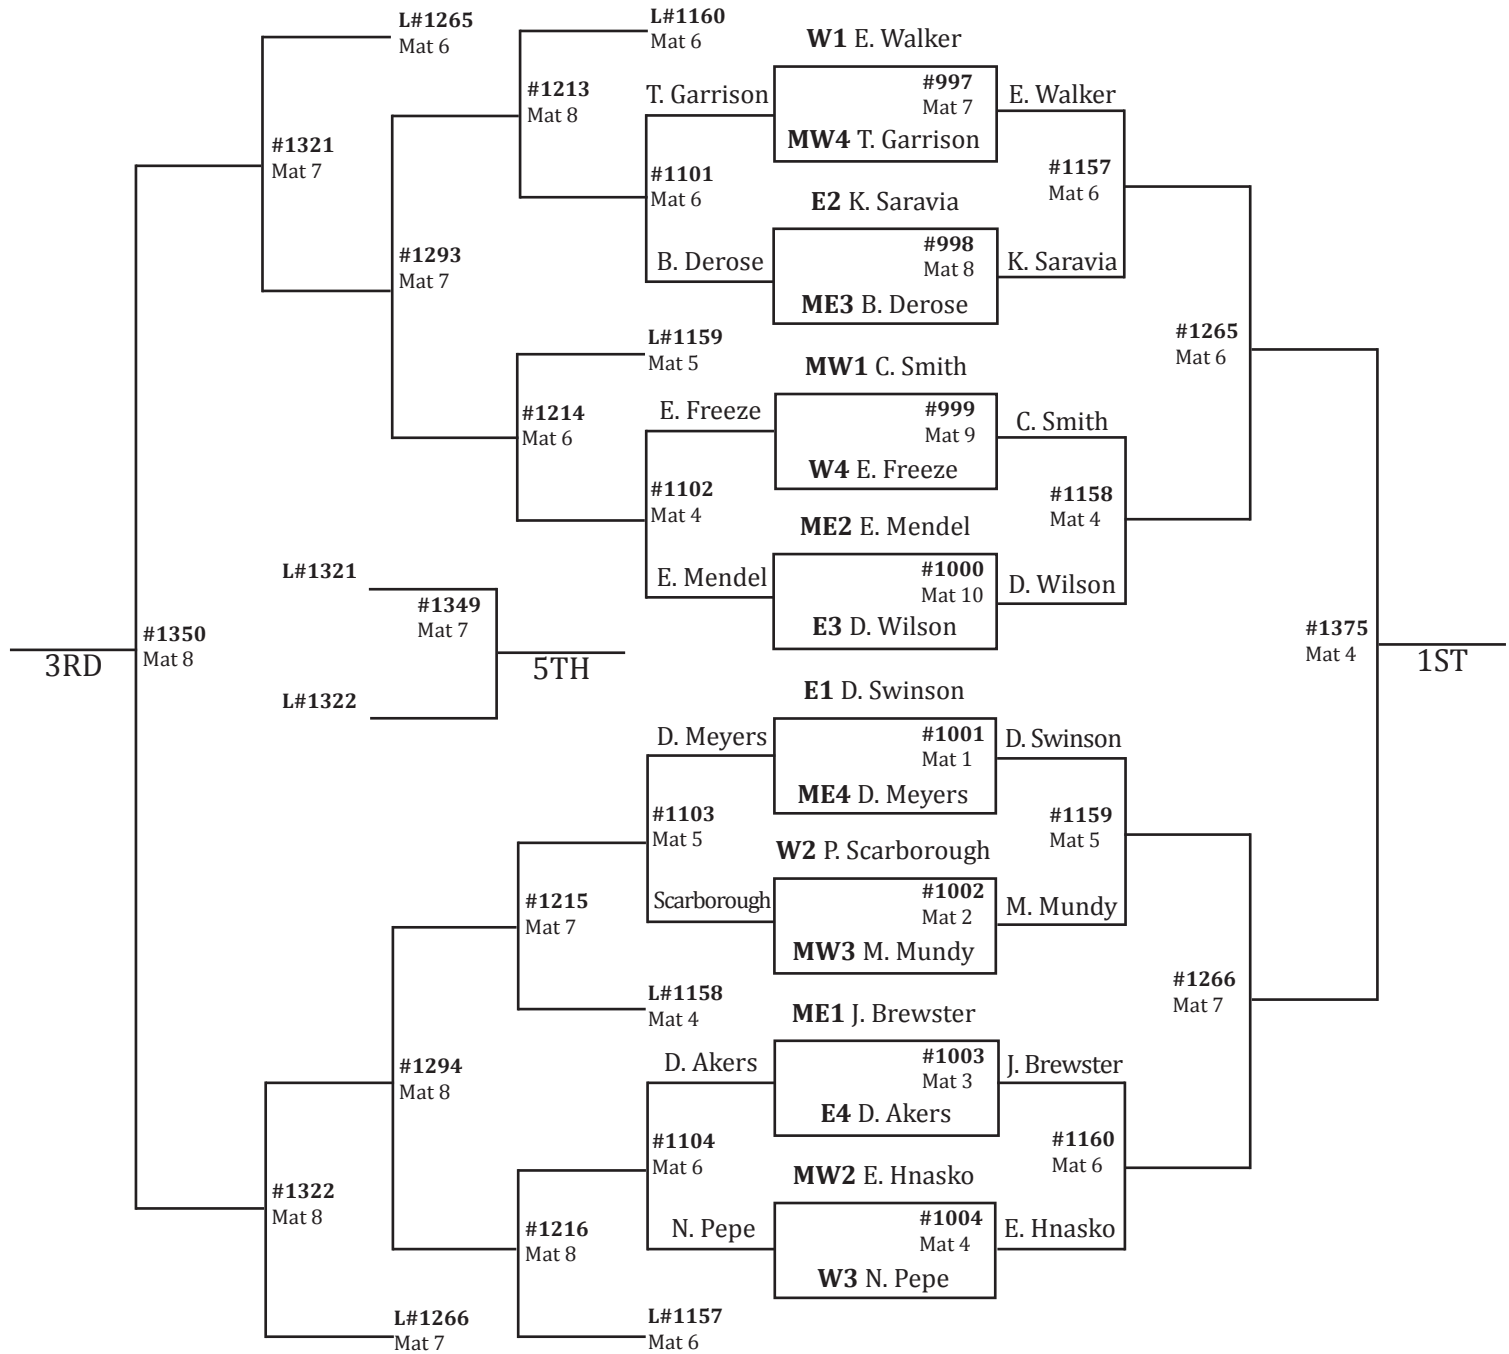 L#1265
Mat 6
L#1160
Mat 6
W1 E. Walker
#997
Mat 7
MW4 T. Garrison
T. Garrison
E. Walker
#1213
Mat 8
#1321
Mat 7
#1101
Mat 6
#1157
Mat 6
E2 K. Saravia
#998
Mat 8
ME3 B. Derose
B. Derose
K. Saravia
#1293
Mat 7
L#1159
Mat 5
#1265
Mat 6
MW1 C. Smith
#999
Mat 9
W4 E. Freeze
E. Freeze
C. Smith
#1214
Mat 6
#1102
Mat 4
#1158
Mat 4
ME2 E. Mendel
#1000
Mat 10
E3 D. Wilson
E. Mendel
D. Wilson
L#1321
#1349
Mat 7
5TH
L#1322
#1350
Mat 8
3RD
#1375
Mat 4
1ST
E1 D. Swinson
#1001
Mat 1
ME4 D. Meyers
D. Meyers
D. Swinson
#1103
Mat 5
#1159
Mat 5
W2 P. Scarborough
#1002
Mat 2
MW3 M. Mundy
Scarborough
M. Mundy
#1215
Mat 7
L#1158
Mat 4
#1266
Mat 7
ME1 J. Brewster
#1003
Mat 3
E4 D. Akers
D. Akers
J. Brewster
#1294
Mat 8
#1104
Mat 6
#1160
Mat 6
MW2 E. Hnasko
#1004
Mat 4
W3 N. Pepe
N. Pepe
E. Hnasko
#1322
Mat 8
#1216
Mat 8
L#1266
Mat 7
L#1157
Mat 6